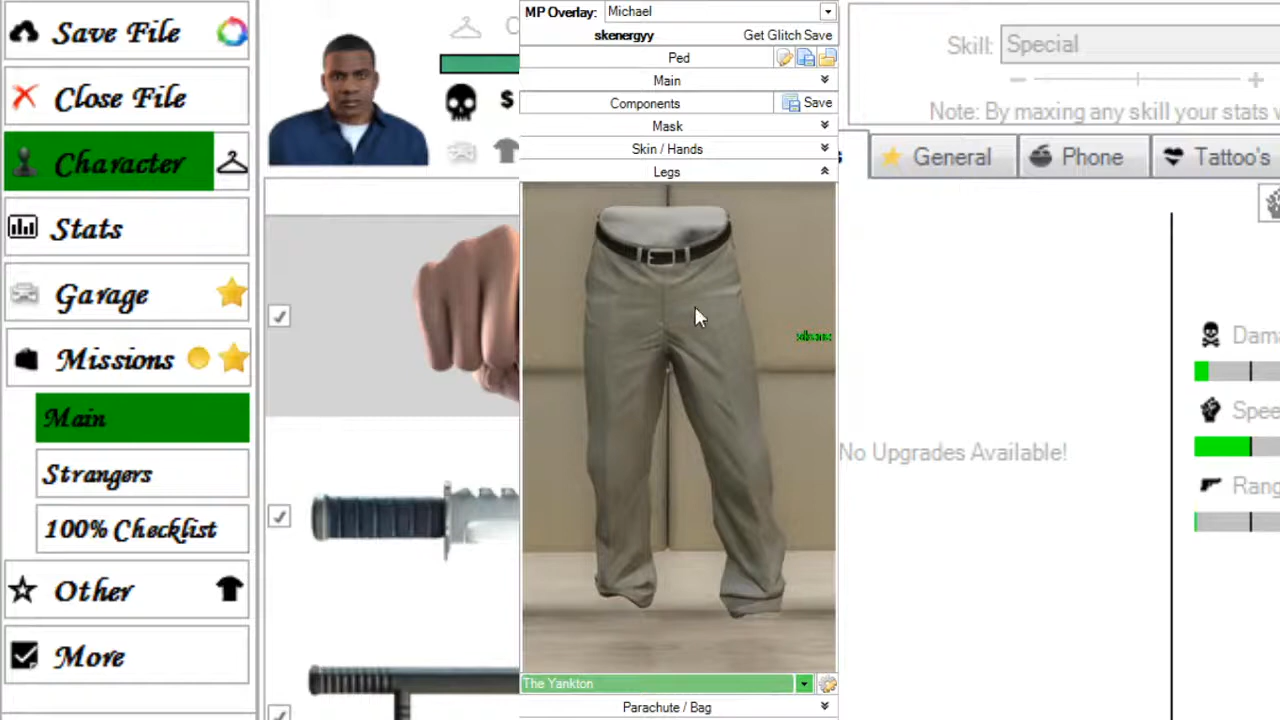 Save File
Close File
Character
Stats
Garage
Missions
Main
Strangers
100% Checklist
Other
More
$
MP Overlay: Michael
skenergyy Get Glitch Save
Ped
Main
Components Save
Mask
Skin / Hands
Legs
The Yankton
Parachute / Bag
Skill: Special
Note: By maxing any skill your stats
General Phone Tattoo's
No Upgrades Available!
Dama
Spee
Rang